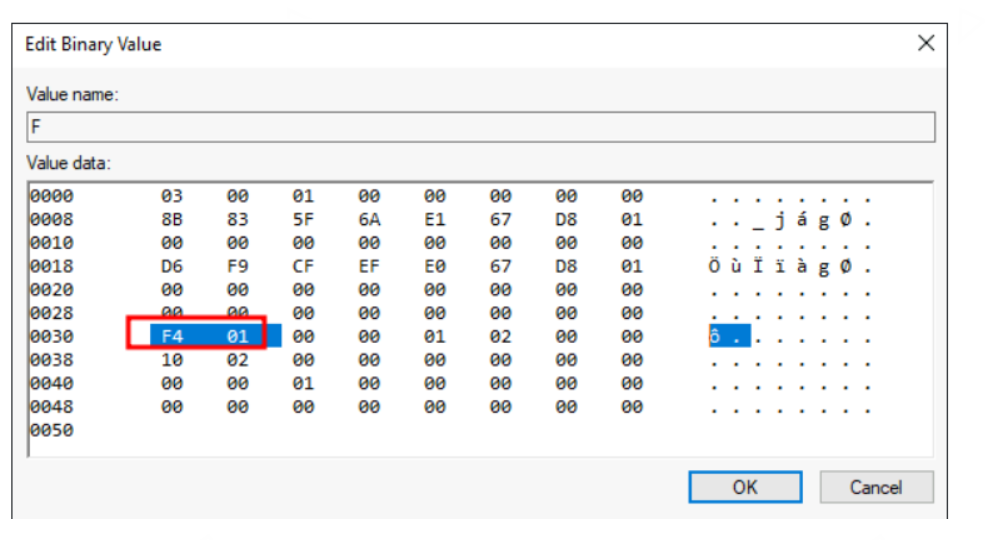 Edit Binary Value
Value name:
F
Value data:
0000 03 00 01 00 00 00 00 00 . . . . . . . .
0008 8B 83 5F 6A E1 67 D8 01 . . _ j á g Ø .
0010 00 00 00 00 00 00 00 00 . . . . . . . .
0018 D6 F9 CF EF E0 67 D8 01 Ö ù Ï ï à g Ø .
0020 00 00 00 00 00 00 00 00 . . . . . . . .
0028 00 00 00 00 00 00 00 00 . . . . . . . .
0030 F4 01 00 00 01 02 00 00 ô . . . . . . .
0038 10 02 00 00 00 00 00 00 . . . . . . . .
0040 00 00 01 00 00 00 00 00 . . . . . . . .
0048 00 00 00 00 00 00 00 00 . . . . . . . .
0050
OK Cancel